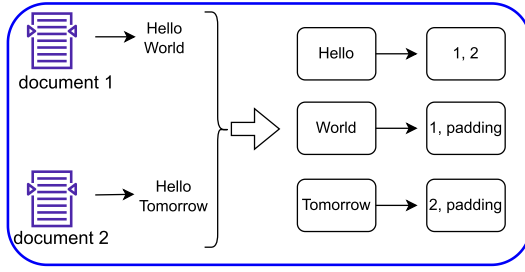 Hello
World
document 1
Hello
Tomorrow
document 2
Hello
1, 2
World
1, padding
Tomorrow
2, padding